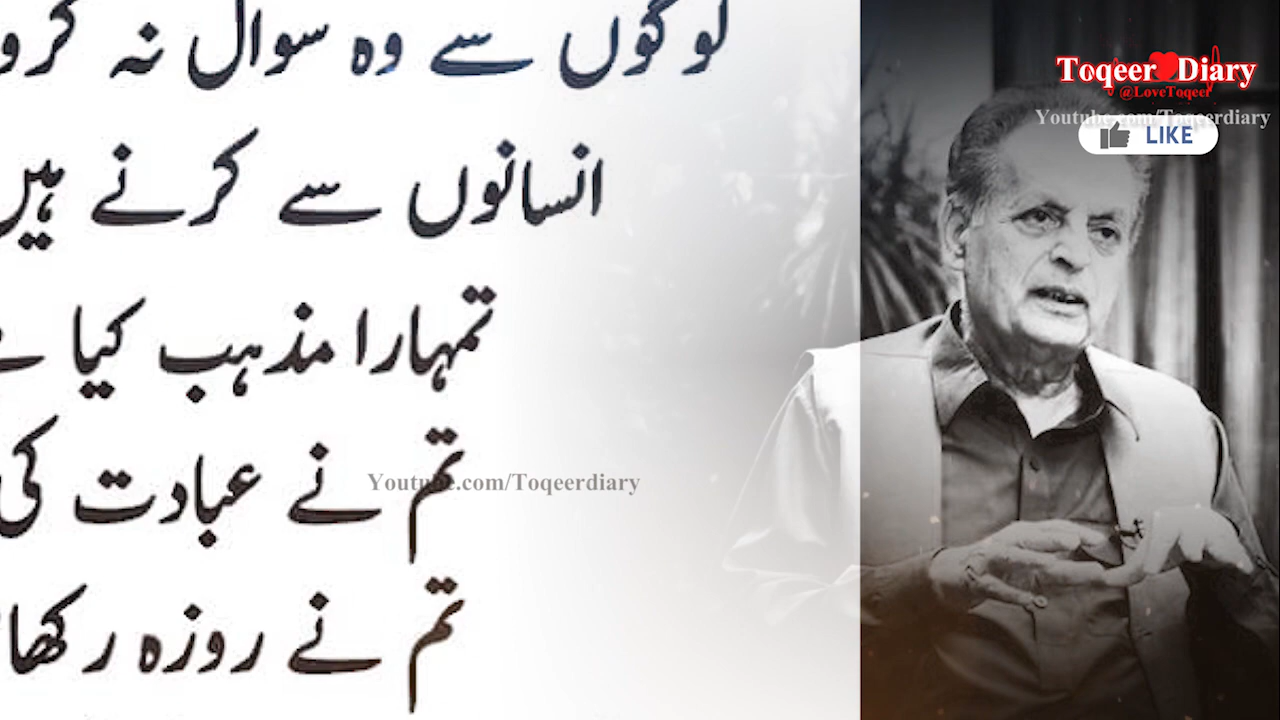 لوگوں سے وہ سوال نہ کرو
انسانوں سے کرنے ہیں
تمہارا مذہب کیا
تم نے عبادت کی
تم نے روزہ رکھا
Youtube.com/Toqeerdiary
Toqeer Diary
@LoveToqeer
Youtube.com/Toqeerdiary
LIKE